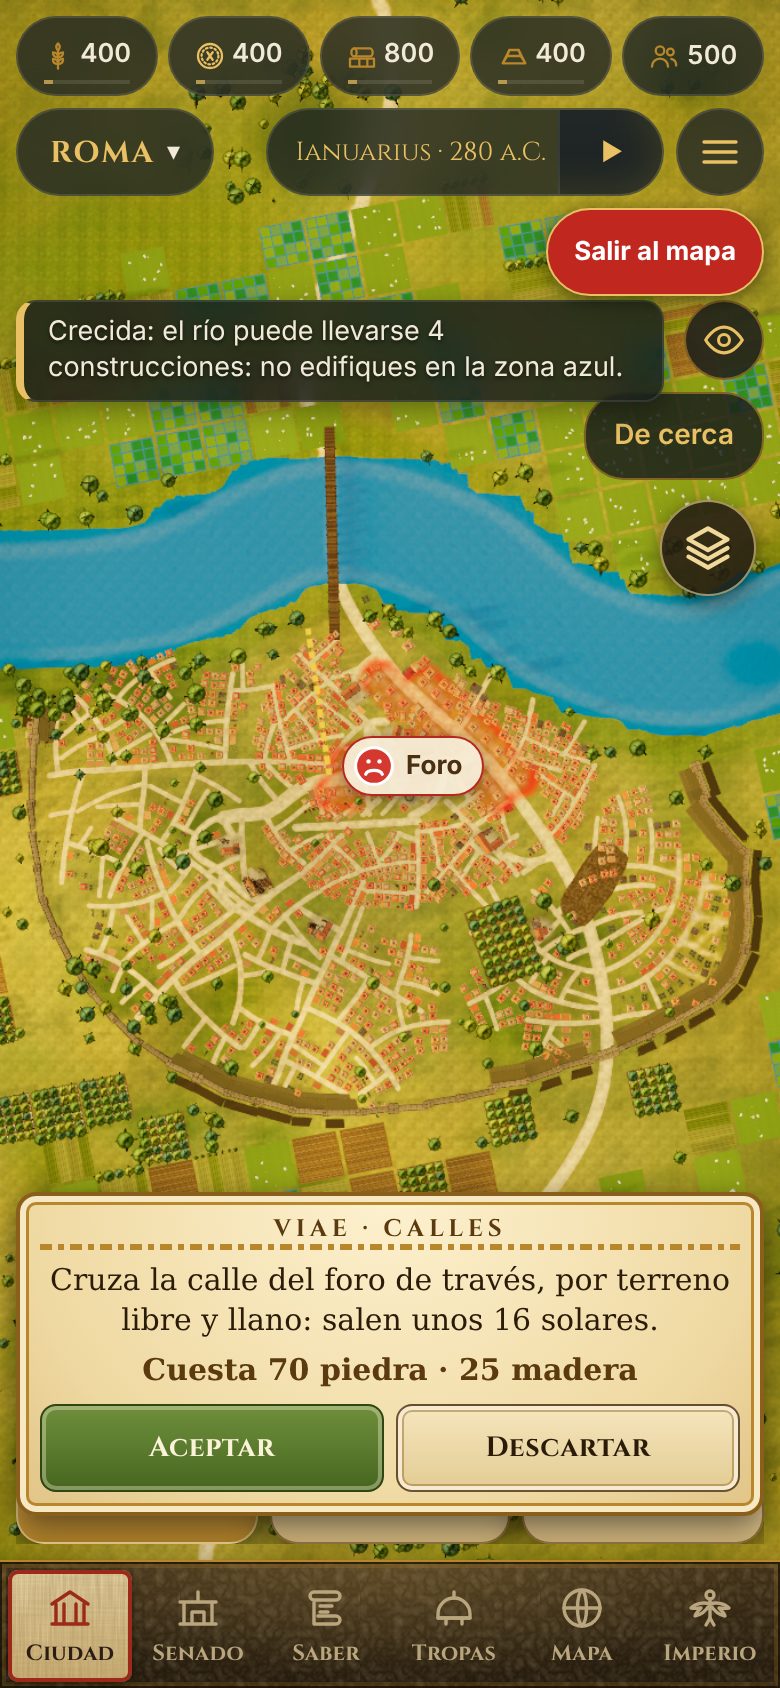 400
400
800
400
500
ROMA ▼
Ianuarius · 280 a.C.
Salir al mapa
Crecida: el río puede llevarse 4
construcciones: no edifiques en la zona azul.
De cerca
Foro
VIAE · CALLES
Cruza la calle del foro de través, por terreno
libre y llano: salen unos 16 solares.
Cuesta 70 piedra · 25 madera
Aceptar
Descartar
Ciudad
Senado
Saber
Tropas
Mapa
Imperio